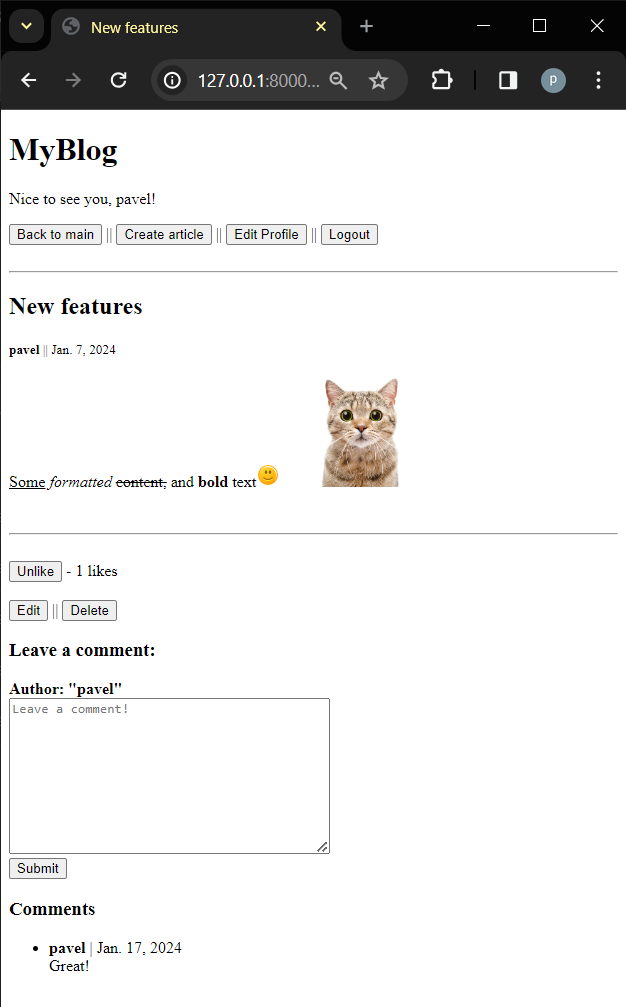 New features
127.0.0.1:8000...
p
MyBlog
Nice to see you, pavel!
Back to main || Create article || Edit Profile || Logout
New features
pavel || Jan. 7, 2024
Some formatted content, and bold text
Unlike - 1 likes
Edit || Delete
Leave a comment:
Author: "pavel"
Leave a comment!
Submit
Comments
pavel | Jan. 17, 2024
Great!